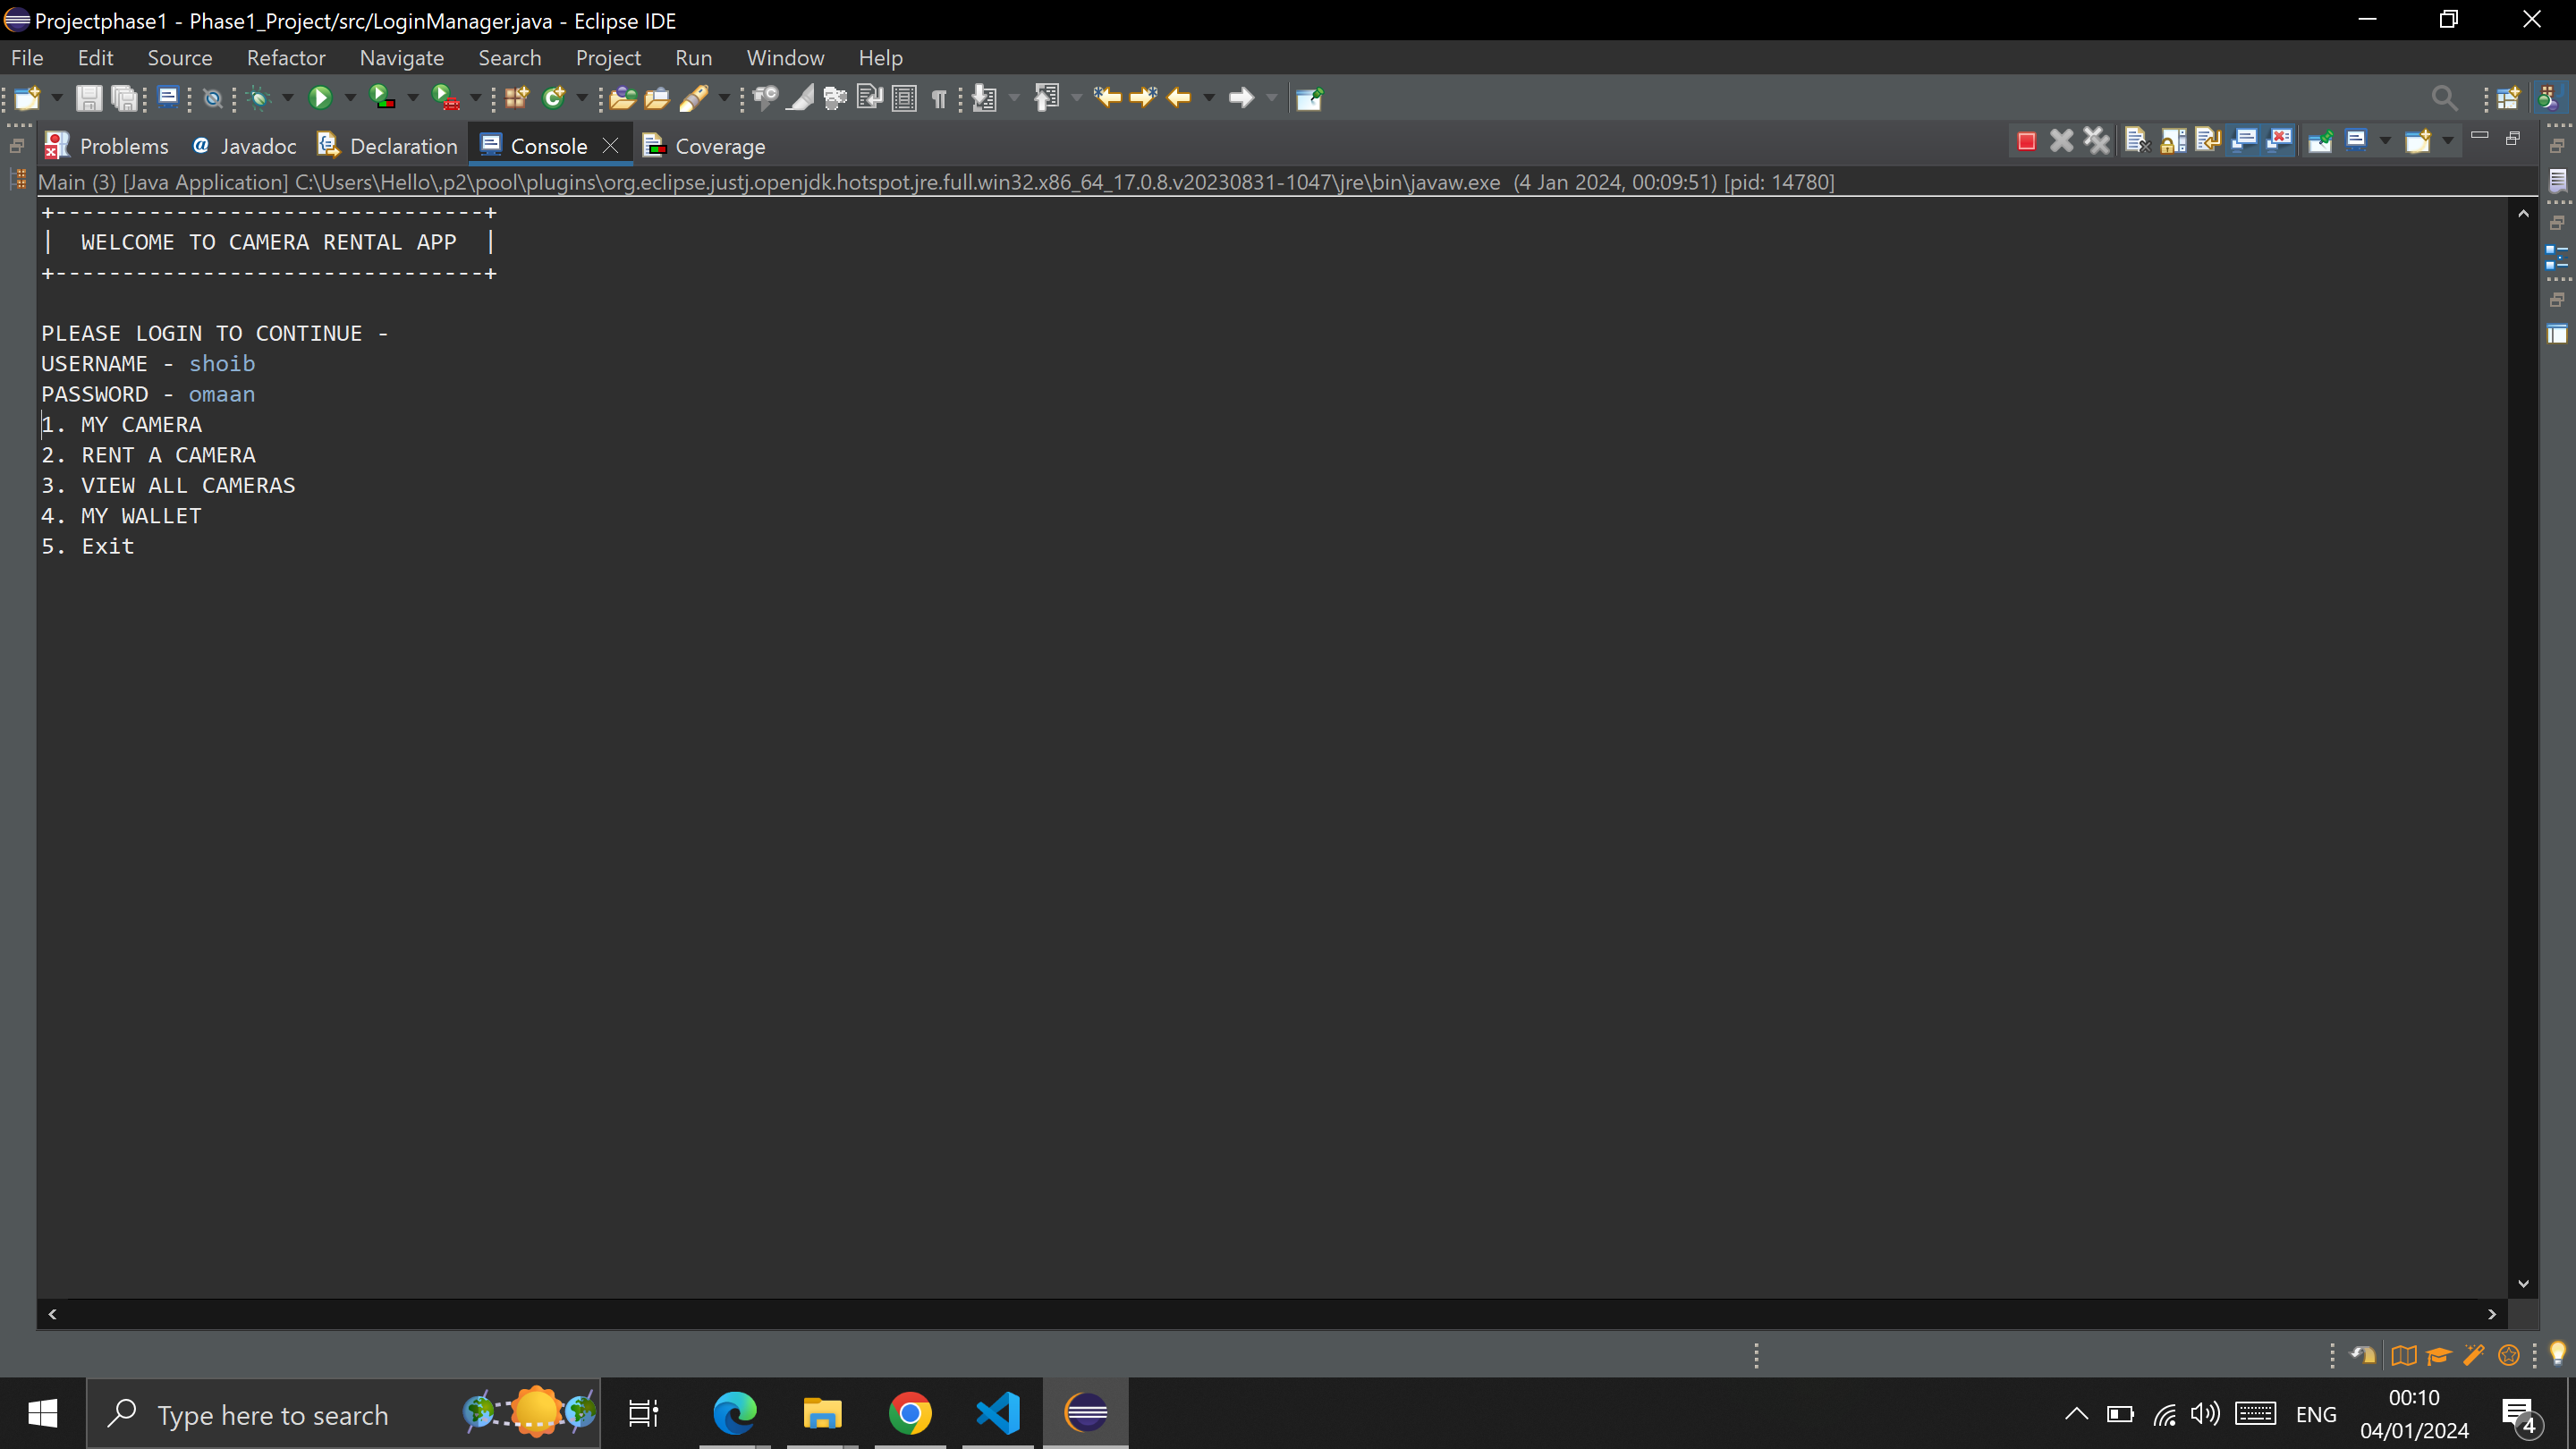 Projectphase1 - Phase1_Project/src/LoginManager.java - Eclipse IDE
File Edit Source Refactor Navigate Search Project Run Window Help
Problems @ Javadoc Declaration Console Coverage
Main (3) [Java Application] C:\Users\Hello\.p2\pool\plugins\org.eclipse.justj.openjdk.hotspot.jre.full.win32.x86_64_17.0.8.v20230831-1047\jre\bin\javaw.exe (4 Jan 2024, 00:09:51) [pid: 14780]
+--------------------------------+
|  WELCOME TO CAMERA RENTAL APP  |
+--------------------------------+
PLEASE LOGIN TO CONTINUE -
USERNAME - shoib
PASSWORD - omaan
1. MY CAMERA
2. RENT A CAMERA
3. VIEW ALL CAMERAS
4. MY WALLET
5. Exit
Type here to search
ENG
00:10
04/01/2024
4